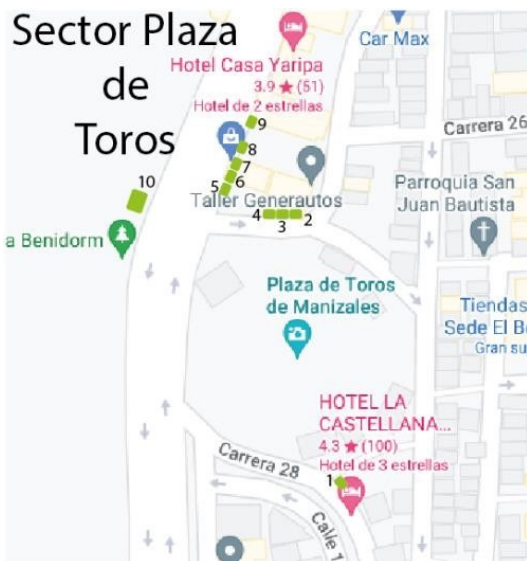 Sector Plaza
de
Toros
Car Max
Hotel Casa Yaripa
3.9 ★ (51)
Hotel de 2 estrellas
9
8
7
6
5
10
Carrera 26
Taller Generautos
4
3
2
Parroquia San
Juan Bautista
a Benidorm
Plaza de Toros
de Manizales
Tiendas
Sede El B
Gran su
HOTEL LA
CASTELLANA...
4.3 ★ (100)
Hotel de 3 estrellas
Carrera 28
1
Calle 1